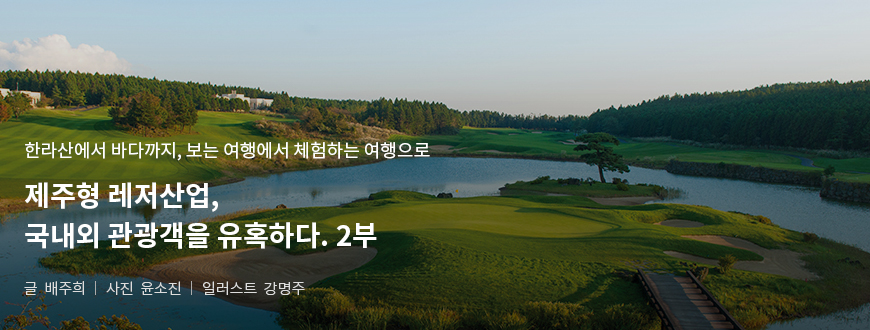 한라산에서 바다까지, 보는 여행에서 체험하는 여행으로
제주형 레저산업,
국내외 관광객을 유혹하다. 2부
글 배주희 | 사진 윤소진 | 일러스트 강명주